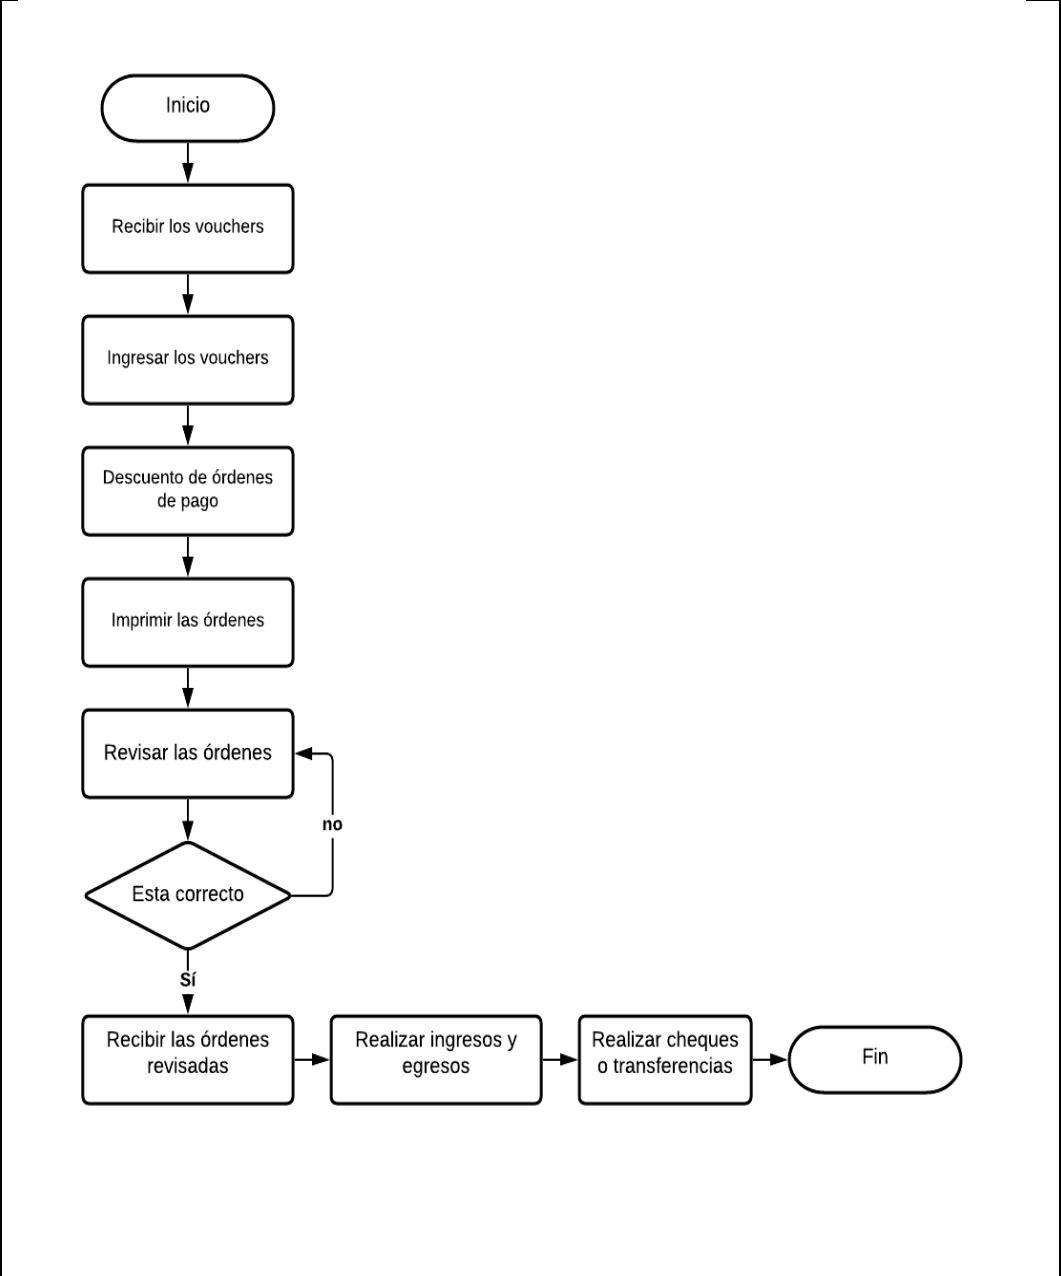 Inicio
Recibir los vouchers
Ingresar los vouchers
Descuento de órdenes
de pago
Imprimir las órdenes
Revisar las órdenes
no
Esta correcto
Sí
Recibir las órdenes
revisadas
Realizar ingresos y
egresos
Realizar cheques
o transferencias
Fin